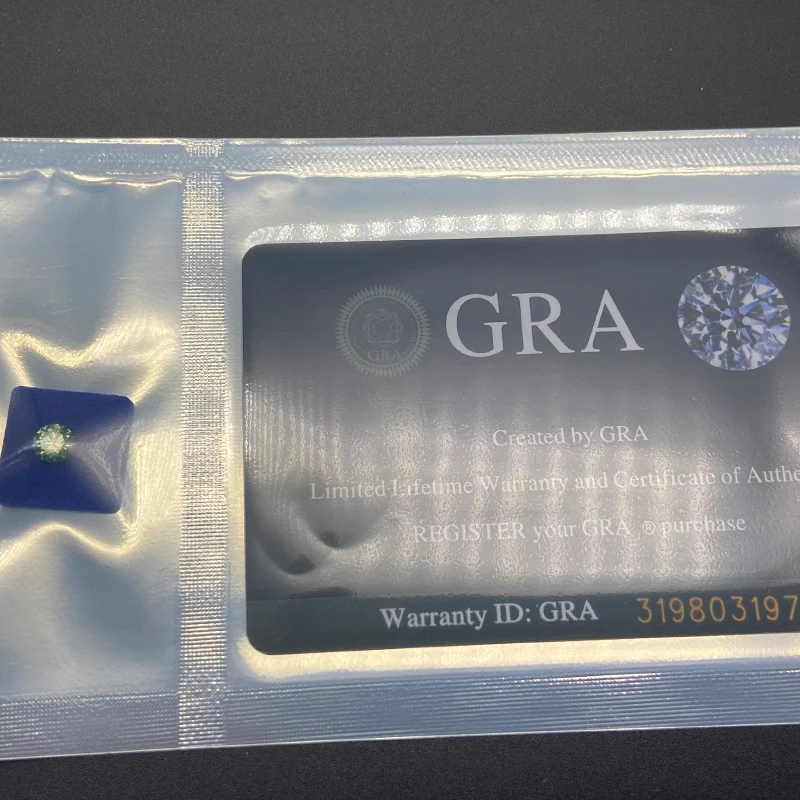 GRA
GRA
Created by GRA
Limited Lifetime Warranty and Certificate of Authe
REGISTER your GRA ® purchase
Warranty ID: GRA 319803197